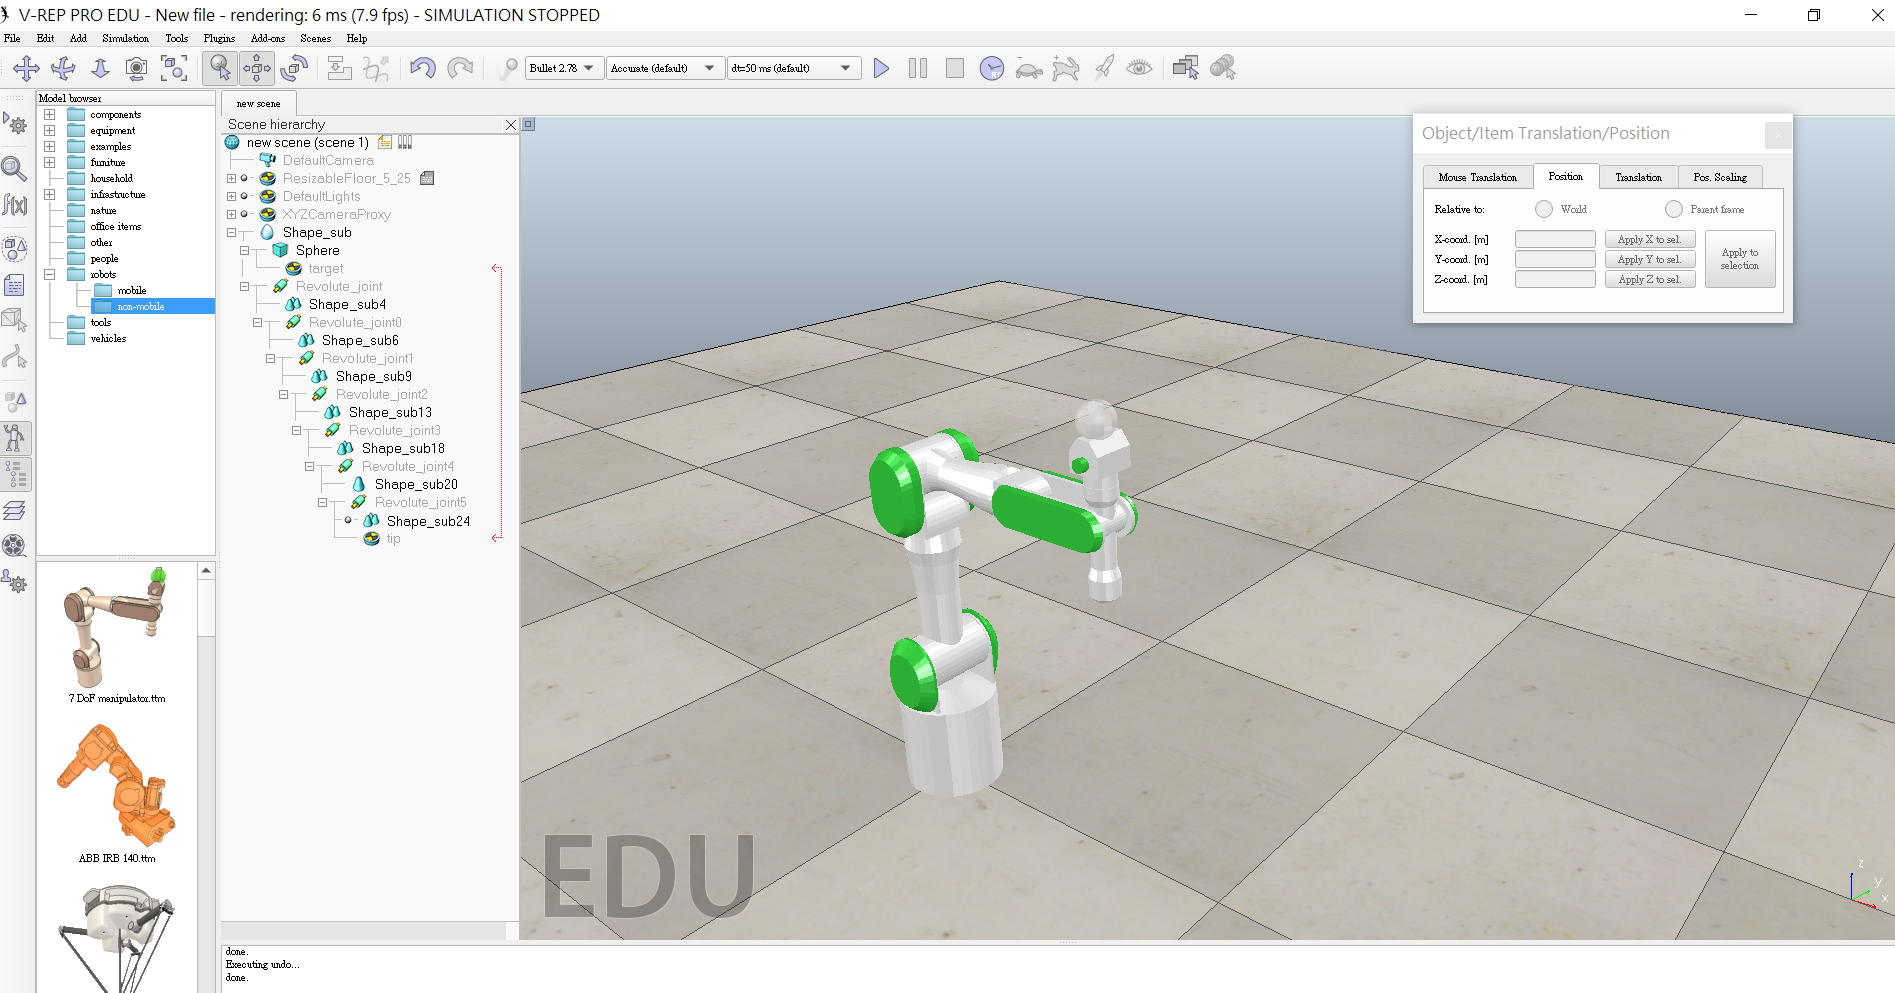 V-REP PRO EDU - New file - rendering: 6 ms (7.9 fps) - SIMULATION STOPPED
File Edit Add Simulation Tools Plugins Add-ons Scenes Help
Bullet 2.78 Accurate (default) dt=50 ms (default)
RT
Model browser
components
equipment
examples
furniture
household
infrastructure
nature
office items
other
people
robots
mobile
non-mobile
tools
vehicles
7 DoF manipulator.ttm
ABB IRB 140.ttm
f(x)
new scene
Scene hierarchy
new scene (scene 1)
DefaultCamera
ResizableFloor_5_25
DefaultLights
XYZCameraProxy
Shape_sub
Sphere
target
Revolute_joint
Shape_sub4
Revolute_joint0
Shape_sub6
Revolute_joint1
Shape_sub9
Revolute_joint2
Shape_sub13
Revolute_joint3
Shape_sub18
Revolute_joint4
Shape_sub20
Revolute_joint5
Shape_sub24
tip
Object/Item Translation/Position
Mouse Translation Position Translation Pos. Scaling
Relative to: World Parent frame
X-coord. [m] Apply X to sel.
Y-coord. [m] Apply Y to sel.
Z-coord. [m] Apply Z to sel.
Apply to
selection
EDU
z
y
x
done.
Executing undo...
done.